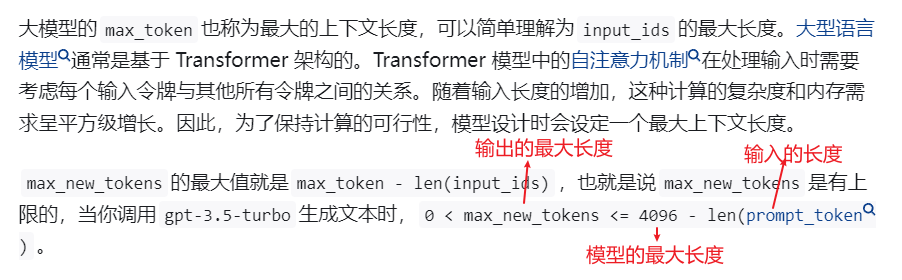 大模型的 max_token 也称为最大的上下文长度，可以简单理解为 input_ids 的最大长度。大型语言
模型通常是基于 Transformer 架构的。Transformer 模型中的自注意力机制在处理输入时需要
考虑每个输入令牌与其他所有令牌之间的关系。随着输入长度的增加，这种计算的复杂度和内存需
求呈平方级增长。因此，为了保持计算的可行性，模型设计时会设定一个最大上下文长度。
输出的最大长度
输入的长度
max_new_tokens 的最大值就是 max_token - len(input_ids) ，也就是说 max_new_tokens 是有上
限的，当你调用 gpt-3.5-turbo 生成文本时， 0 < max_new_tokens <= 4096 - len(prompt_token
) 。
模型的最大长度